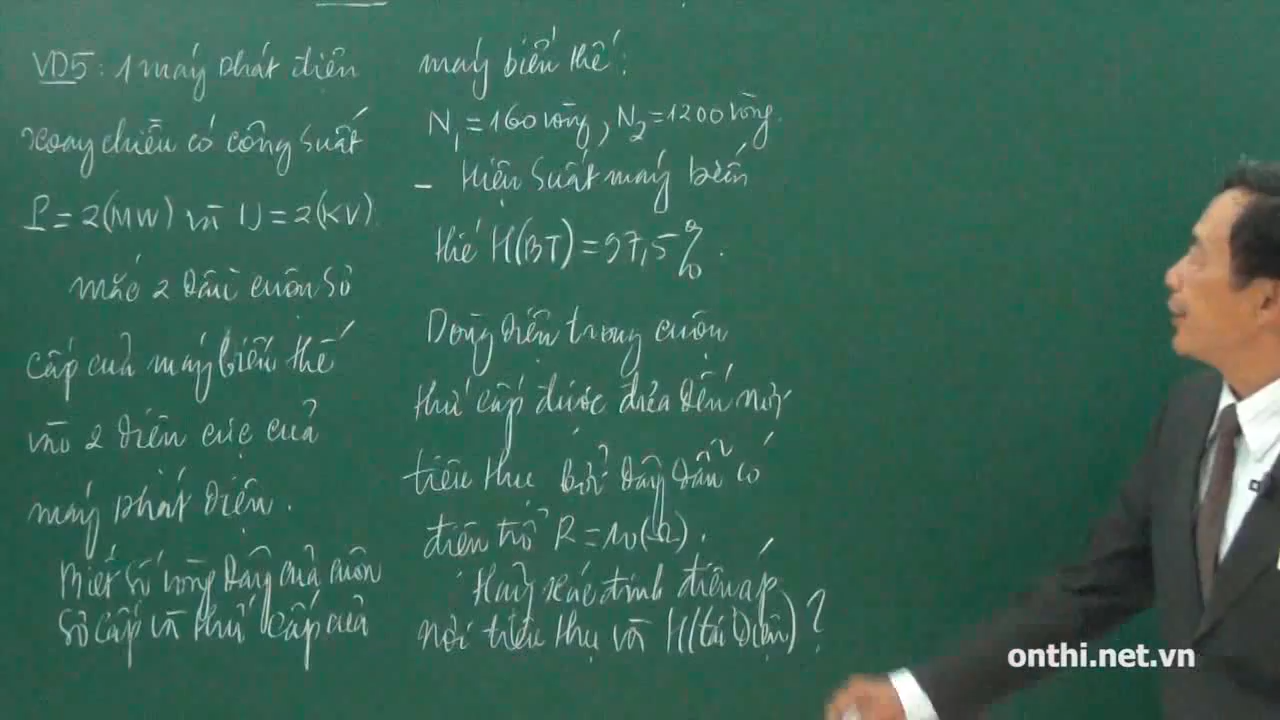 VD5: 1 máy phát điện
xoay chiều có công suất
P = 2(MW) và U = 2(KV).
mắc 2 đầu cuộn sơ
cấp của máy biến thế
vào 2 điện cực của
máy phát điện.
Biết số vòng dây của cuộn
sơ cấp và thứ cấp của
máy biến thế:
N₁ = 160 vòng, N₂ = 1200 vòng.
- Hiệu suất máy biến
thế H(BT) = 97,5%.
Dòng điện trong cuộn
thứ cấp được đưa đến nơi
tiêu thụ bởi dây dẫn có
điện trở R = 10(Ω).
Hãy xác định điện áp
nơi tiêu thụ và H(tải điện)?
onthi.net.vn